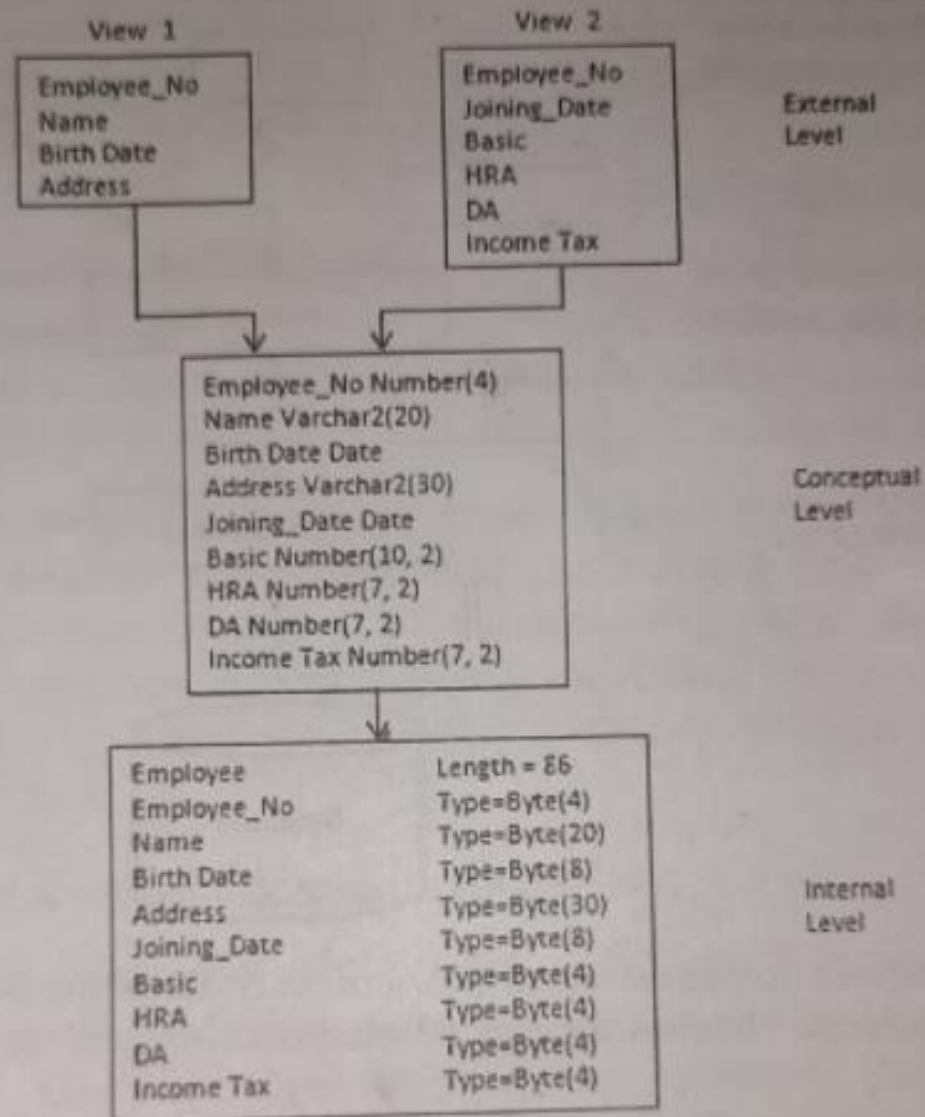 View 1
Employee_No
Name
Birth Date
Address
View 2
Employee_No
Joining_Date
Basic
HRA
DA
Income Tax
External
Level
Employee_No Number(4)
Name Varchar2(20)
Birth Date Date
Address Varchar2(30)
Joining_Date Date
Basic Number(10, 2)
HRA Number(7, 2)
DA Number(7, 2)
Income Tax Number(7, 2)
Conceptual
Level
Employee Length = 86
Employee_No Type=Byte(4)
Name Type=Byte(20)
Birth Date Type=Byte(8)
Address Type=Byte(30)
Joining_Date Type=Byte(8)
Basic Type=Byte(4)
HRA Type=Byte(4)
DA Type=Byte(4)
Income Tax Type=Byte(4)
Internal
Level